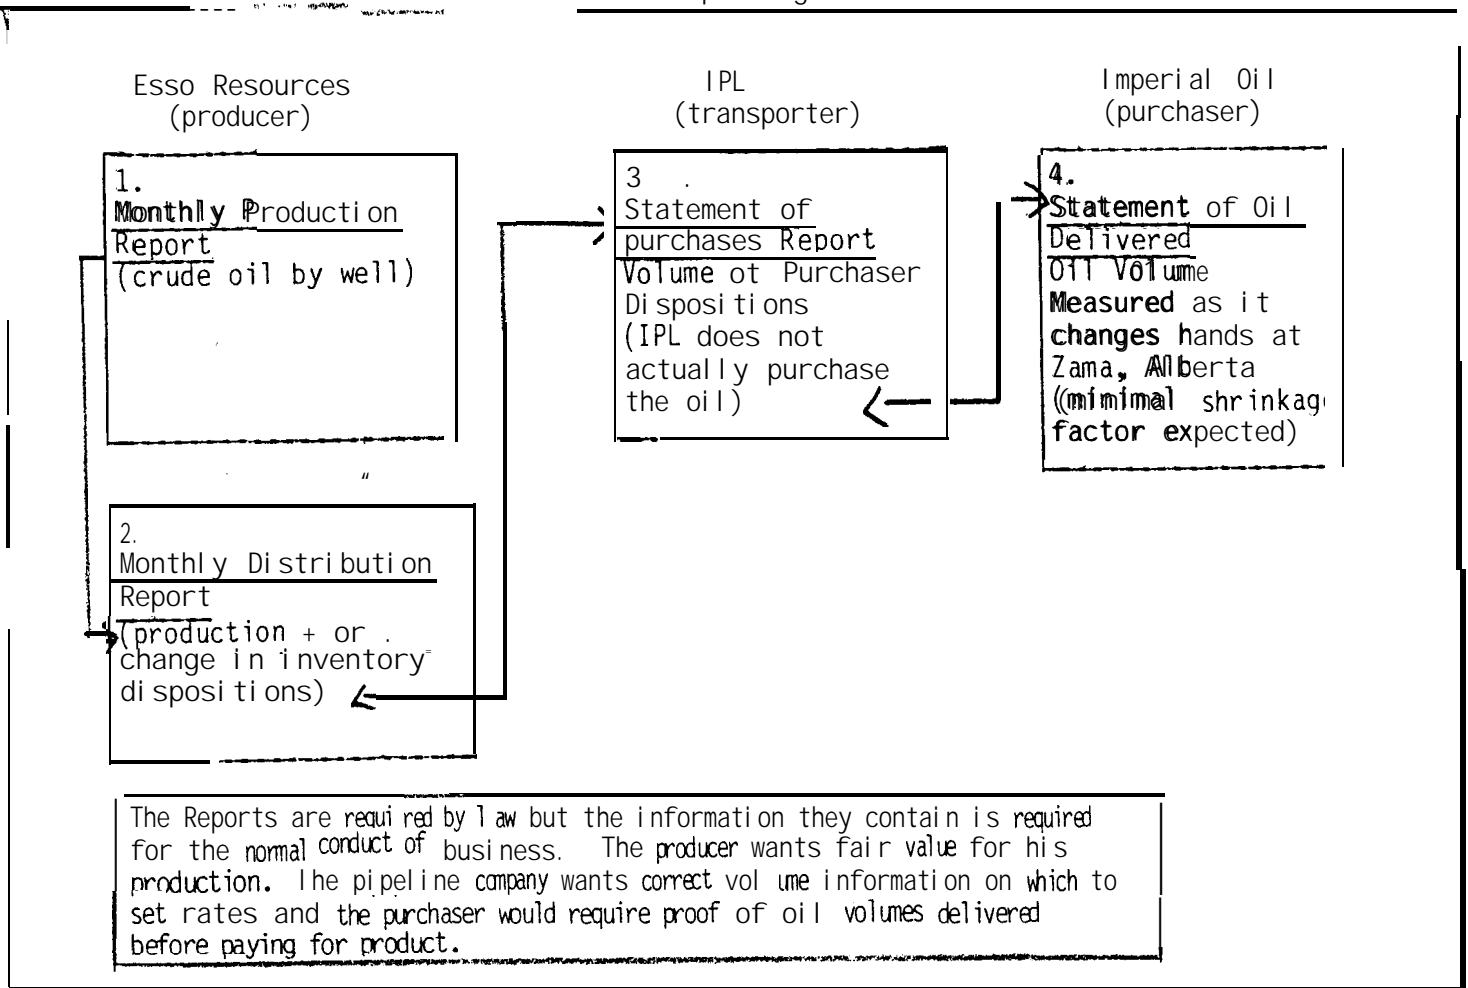 Esso Resources
(producer)
IPL
(transporter)
Imperial Oil
(purchaser)
1.
Monthly Production
Report
(crude oil by well)
2.
Monthly Distribution
Report
(production + or .
change in inventory
dispositions)
3 .
Statement of
purchases Report
Volume ot Purchaser
Dispositions
(IPL does not
actually purchase
the oil)
4.
Statement of Oil
Delivered
Oil Volume
Measured as it
changes hands at
Zama, Alberta
(minimal shrinkag
factor expected)
The Reports are required by law but the information they contain is required
for the normal conduct of business. The producer wants fair value for his
production. The pipeline company wants correct volume information on which to
set rates and the purchaser would require proof of oil volumes delivered
before paying for product.